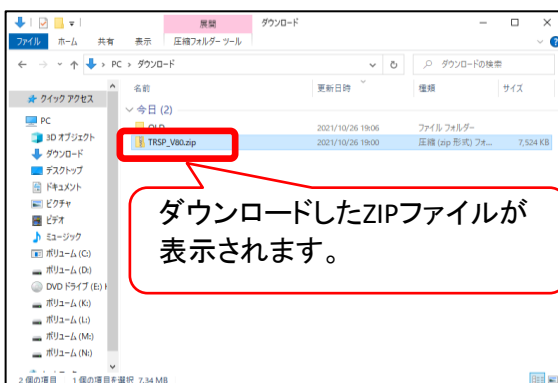 展開
ダウンロード
ファイル ホーム 共有 表示 圧縮フォルダー ツール
PC › ダウンロード
ダウンロードの検索
名前 更新日時 種類 サイズ
クイック アクセス
今日 (2)
PC
OLD 2021/10/26 19:06 ファイル フォルダー
3D オブジェクト
TRSP_V80.zip 2021/10/26 19:00 圧縮 (zip 形式) フォ... 7,524 KB
ダウンロード
デスクトップ
ドキュメント
ピクチャ
ビデオ
ミュージック
ボリューム (C:)
ボリューム (D:)
DVD ドライブ (E:)
ボリューム (K:)
ボリューム (L:)
ボリューム (M:)
ボリューム (N:)
ダウンロードしたZIPファイルが
表示されます。
2 個の項目 1 個の項目を選択 7.34 MB